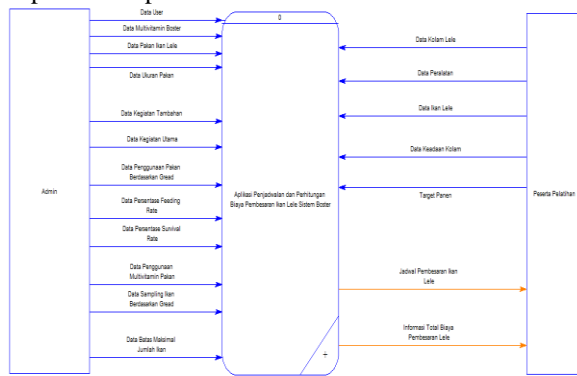 Data User
Data Multivitamin Boster
Data Pakan Ikan Lele
Data Ukuran Pakan
Data Kegiatan Tambahan
Data Kegiatan Utama
Data Penggunaan Pakan
Berdasarkan Gread
Data Persentase Feeding
Rate
Data Persentase Survival
Rate
Data Penggunaan
Multivitamin Pakan
Data Sampling Ikan
Berdasarkan Gread
Data Batas Maksimal
Jumlah Ikan
Admin
0
Aplikasi Penjadwalan dan Perhitungan
Biaya Pembesaran Ikan Lele Sistem Boster
+
Data Kolam Lele
Data Peralatan
Data Ikan Lele
Data Keadaan Kolam
Target Panen
Jadwal Pembesaran Ikan
Lele
Informasi Total Biaya
Pembesaran Lele
Peserta Pelatihan